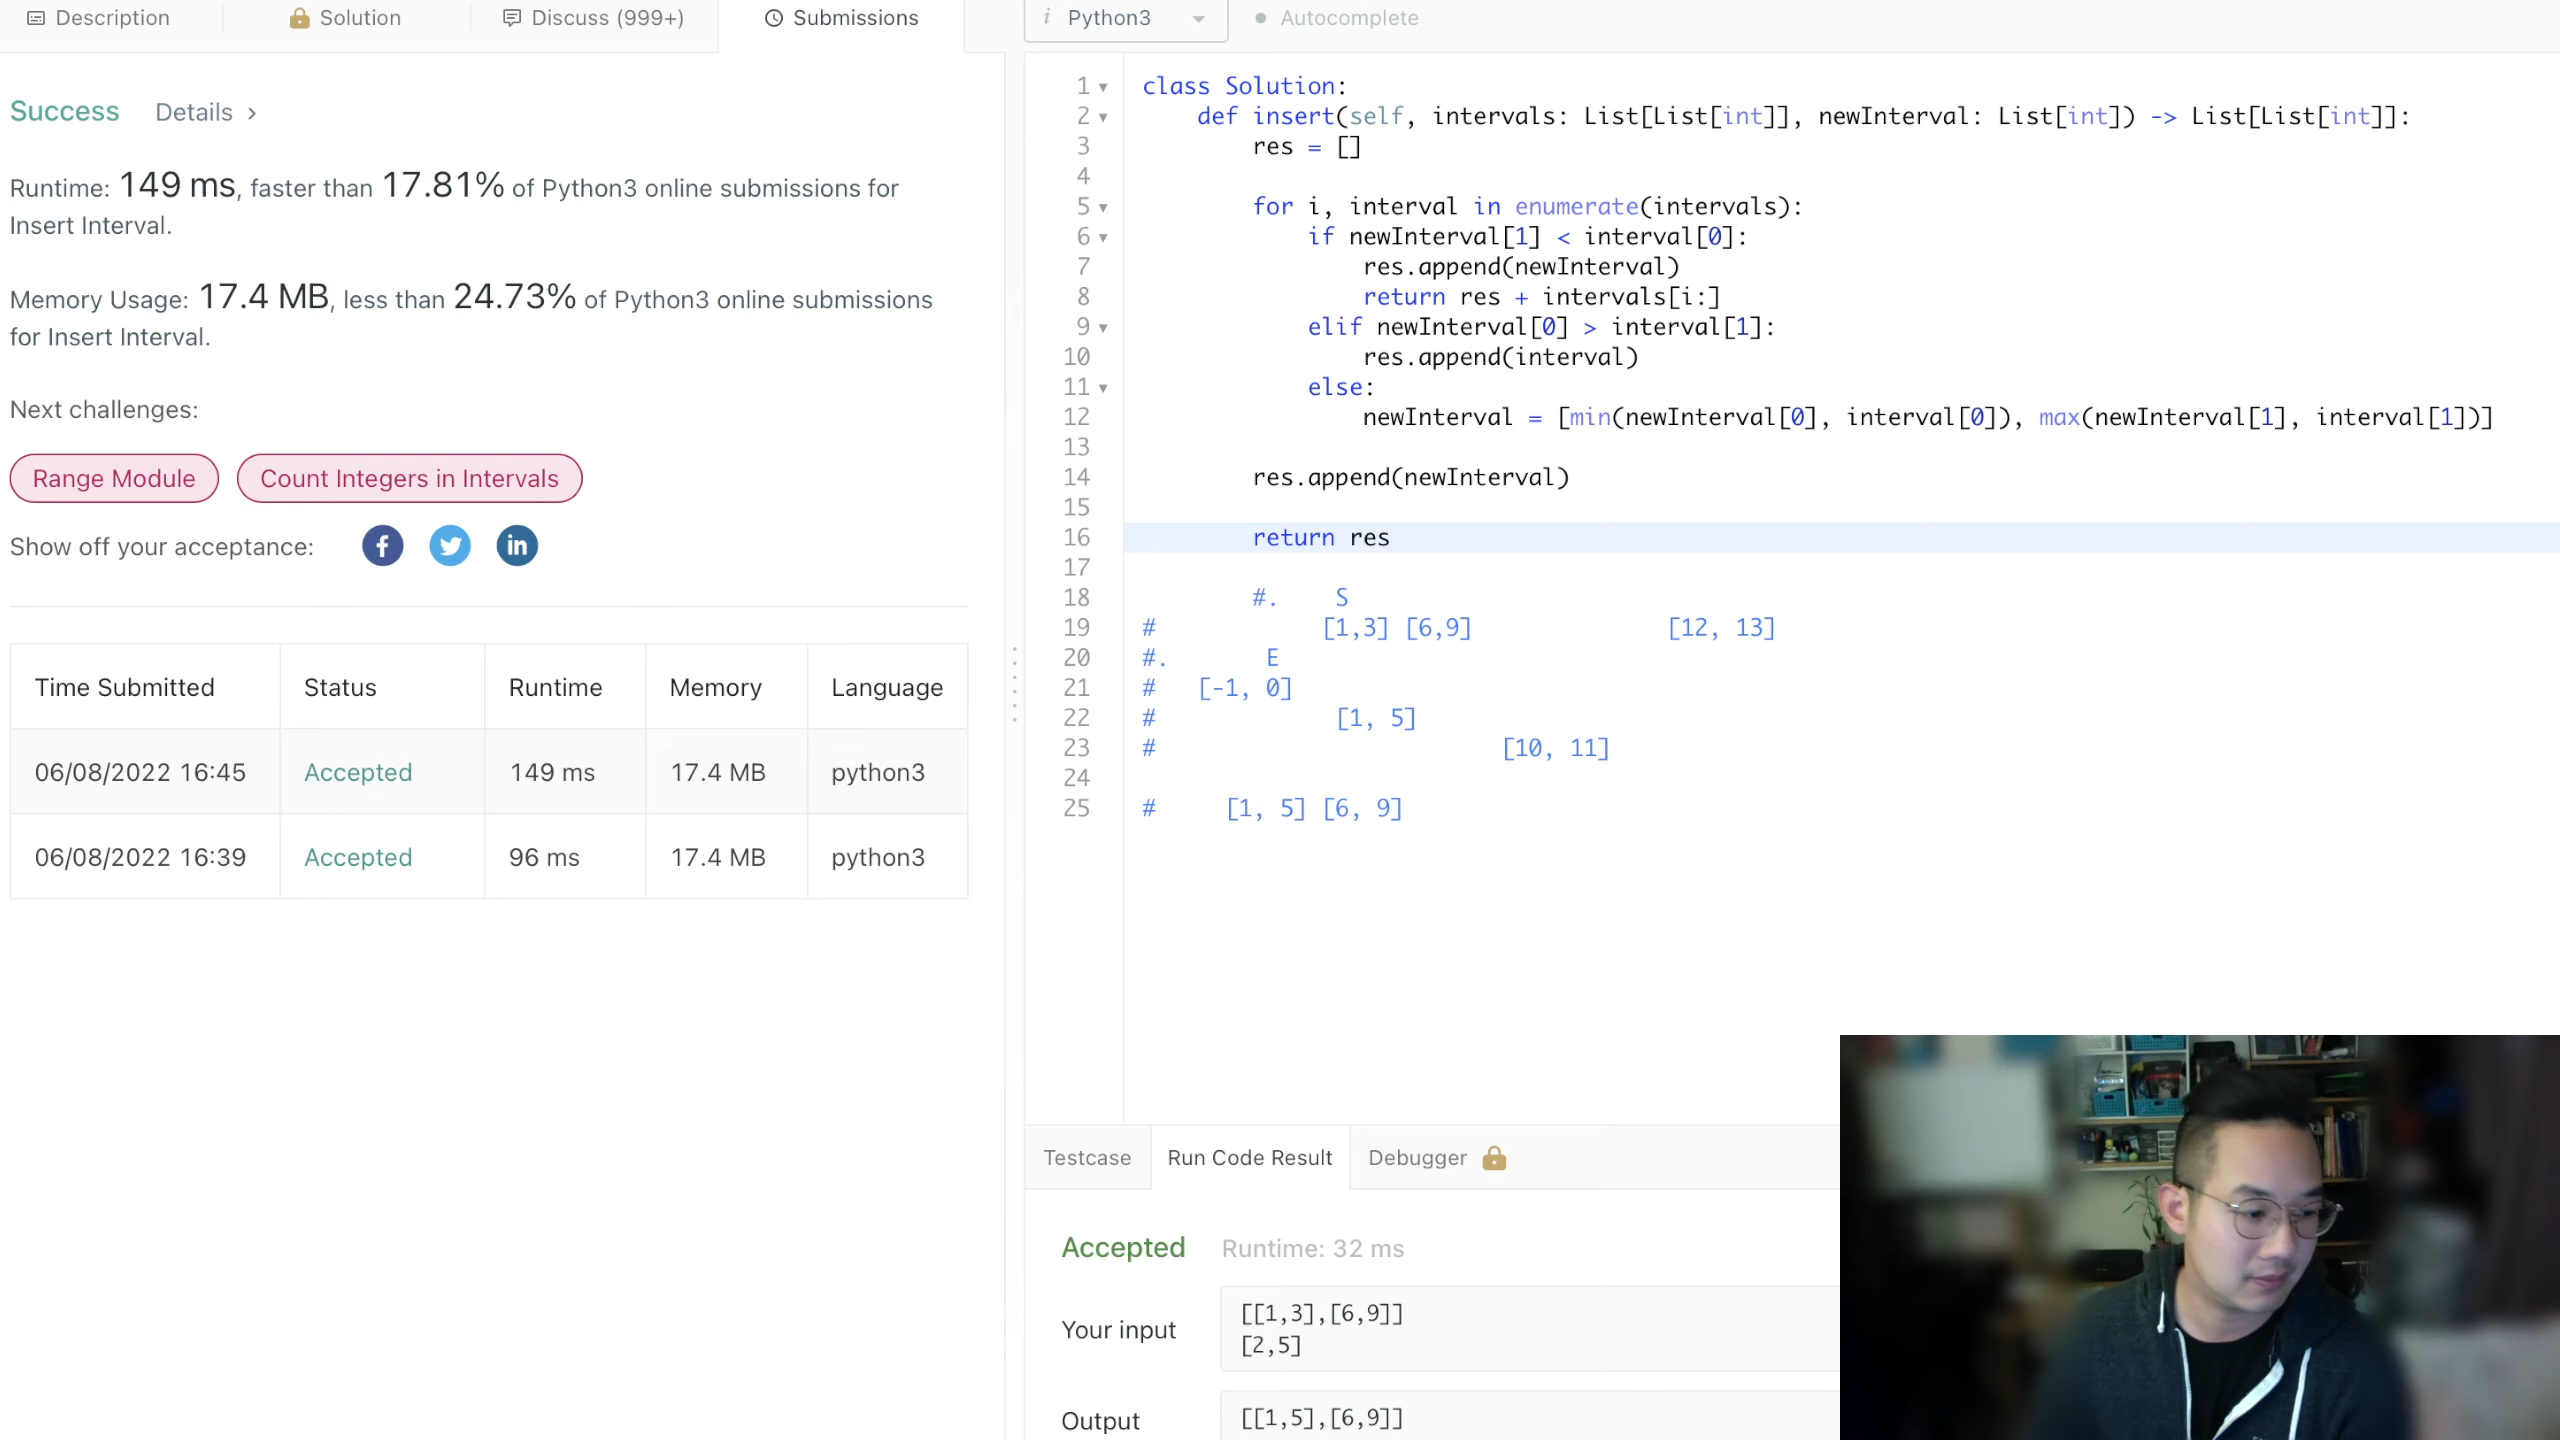 Description
Solution
Discuss (999+)
Submissions
i Python3
Autocomplete
Success Details >
Runtime: 149 ms, faster than 17.81% of Python3 online submissions for
Insert Interval.
Memory Usage: 17.4 MB, less than 24.73% of Python3 online submissions
for Insert Interval.
Next challenges:
Range Module
Count Integers in Intervals
Show off your acceptance:
f
in
Time Submitted Status Runtime Memory Language
06/08/2022 16:45 Accepted 149 ms 17.4 MB python3
06/08/2022 16:39 Accepted 96 ms 17.4 MB python3
1 class Solution:
2     def insert(self, intervals: List[List[int]], newInterval: List[int]) -> List[List[int]]:
3         res = []
4
5         for i, interval in enumerate(intervals):
6             if newInterval[1] < interval[0]:
7                 res.append(newInterval)
8                 return res + intervals[i:]
9             elif newInterval[0] > interval[1]:
10                 res.append(interval)
11             else:
12                 newInterval = [min(newInterval[0], interval[0]), max(newInterval[1], interval[1])]
13
14         res.append(newInterval)
15
16         return res
17
18         #.    S
19 #            [1,3] [6,9]              [12, 13]
20 #.       E
21 #   [-1, 0]
22 #             [1, 5]
23 #                         [10, 11]
24
25 #     [1, 5] [6, 9]
Testcase
Run Code Result
Debugger
Accepted Runtime: 32 ms
Your input
[[1,3],[6,9]]
[2,5]
Output
[[1,5],[6,9]]